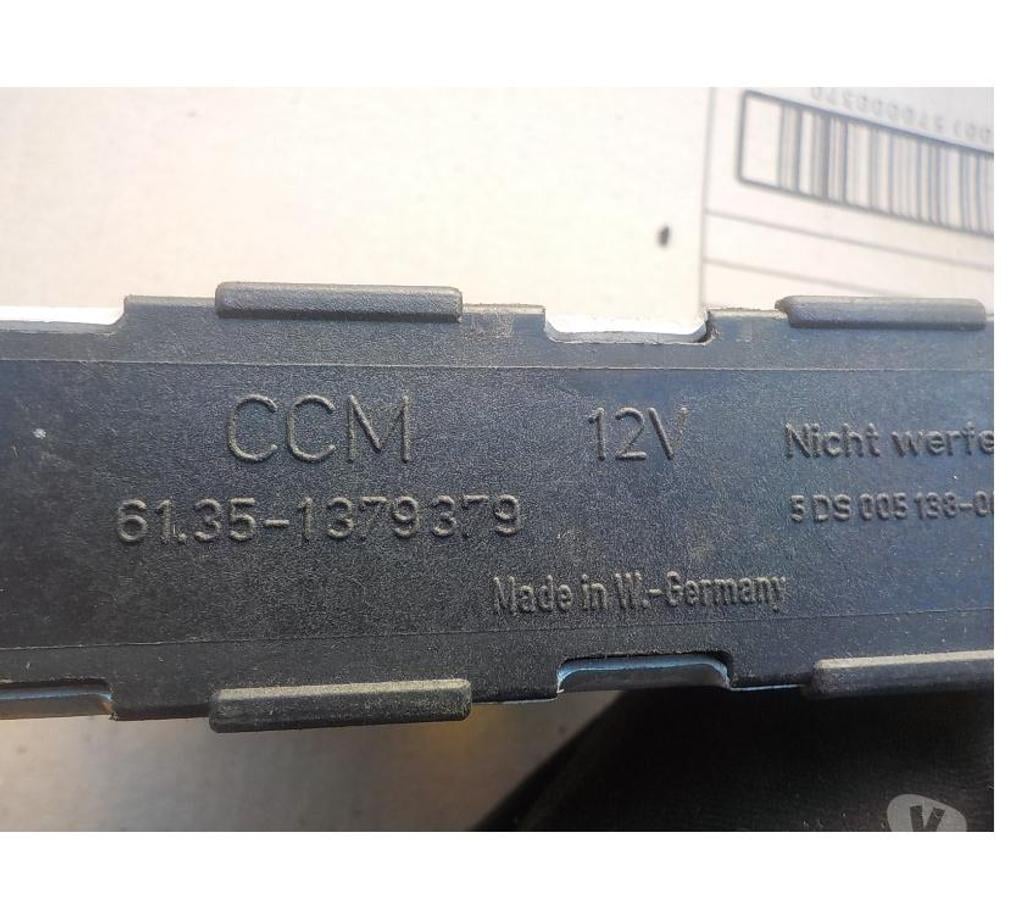 CCM 12V Nicht werfe
61.35-1379379 5 DS 005 138-0
Made in W.-Germany